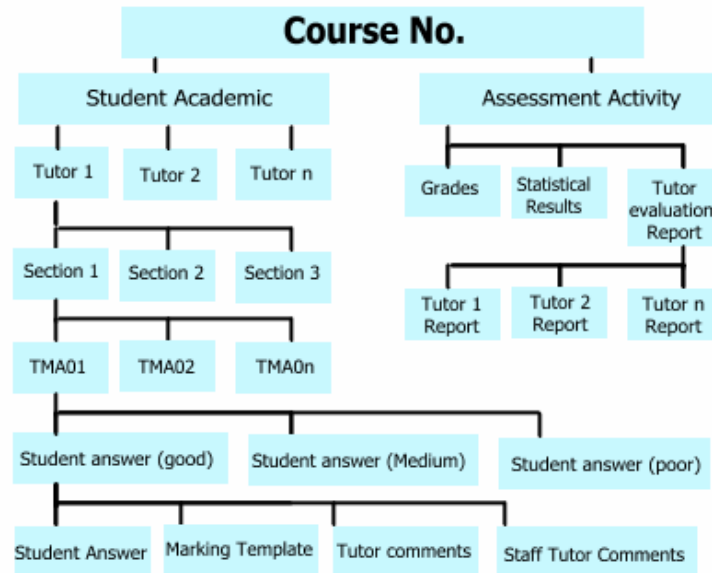 Course No.
Student Academic
Assessment Activity
Tutor 1
Tutor 2
Tutor n
Grades
Statistical
Results
Tutor
evaluation
Report
Section 1
Section 2
Section 3
Tutor 1
Report
Tutor 2
Report
Tutor n
Report
TMA01
TMA02
TMA0n
Student answer (good)
Student answer (Medium)
Student answer (poor)
Student Answer
Marking Template
Tutor comments
Staff Tutor Comments